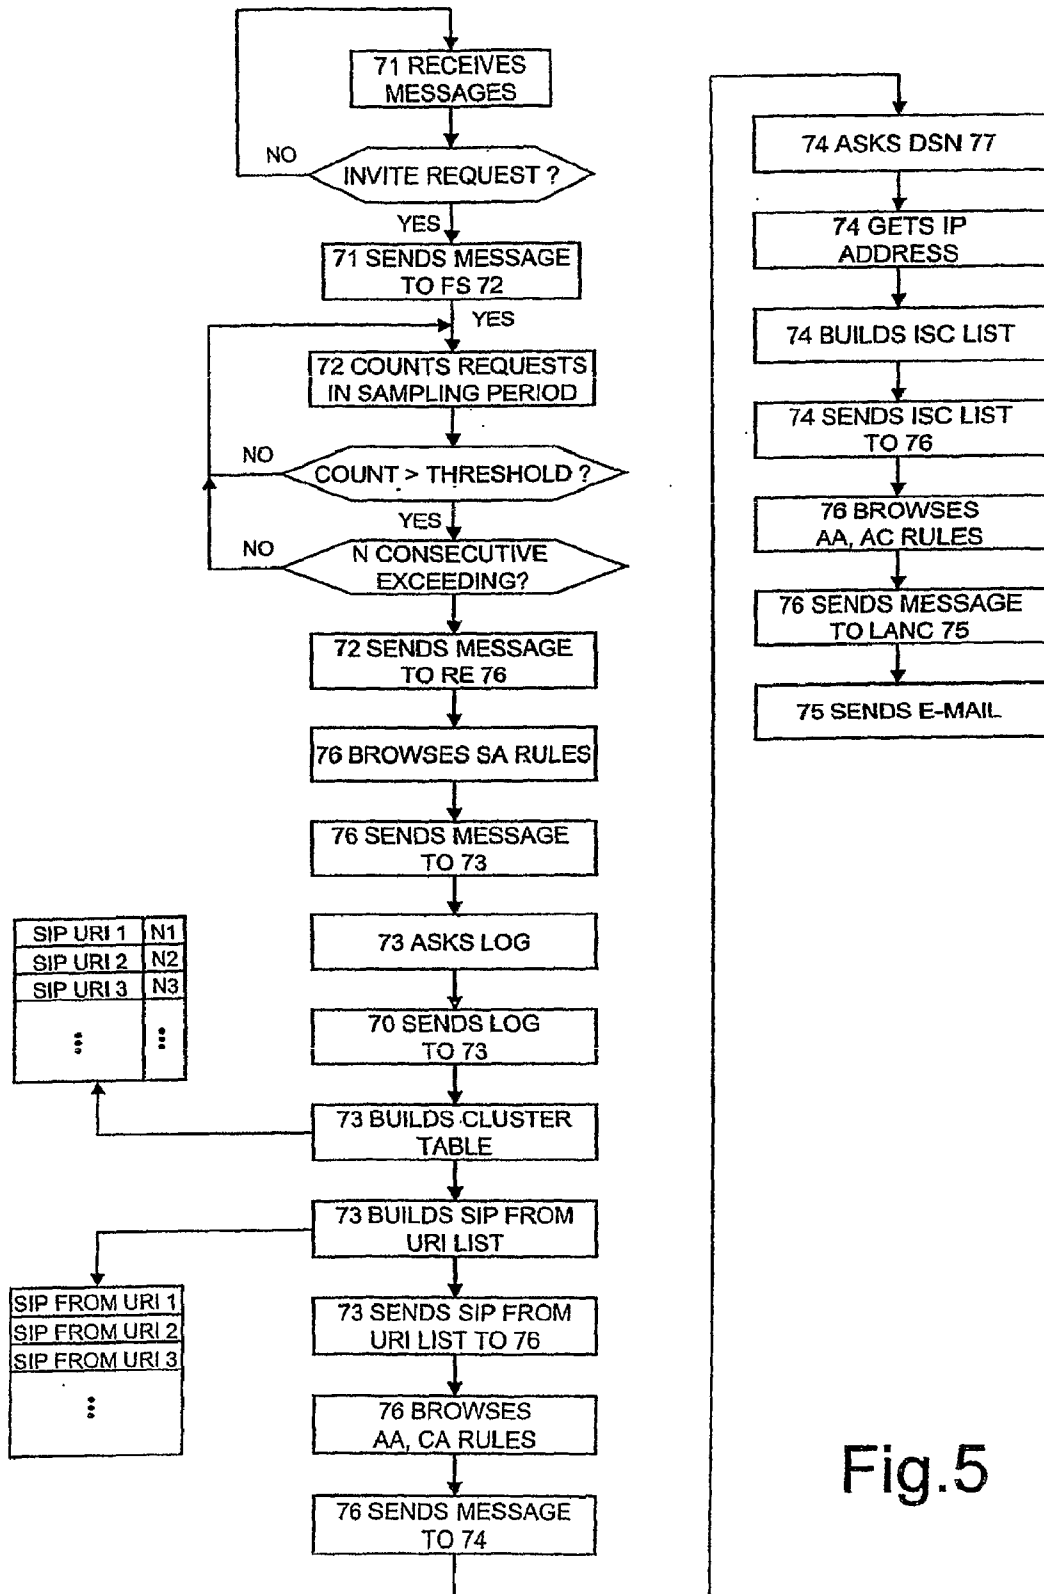 71 RECEIVES
MESSAGES
NO
INVITE REQUEST ?
YES
71 SENDS MESSAGE
TO FS 72
YES
72 COUNTS REQUESTS
IN SAMPLING PERIOD
NO
COUNT > THRESHOLD ?
YES
NO
N CONSECUTIVE
EXCEEDING?
72 SENDS MESSAGE
TO RE 76
76 BROWSES SA RULES
76 SENDS MESSAGE
TO 73
73 ASKS LOG
70 SENDS LOG
TO 73
SIP URI 1 N1
SIP URI 2 N2
SIP URI 3 N3
73 BUILDS CLUSTER
TABLE
73 BUILDS SIP FROM
URI LIST
SIP FROM URI 1
SIP FROM URI 2
SIP FROM URI 3
73 SENDS SIP FROM
URI LIST TO 76
76 BROWSES
AA, CA RULES
76 SENDS MESSAGE
TO 74
74 ASKS DSN 77
74 GETS IP
ADDRESS
74 BUILDS ISC LIST
74 SENDS ISC LIST
TO 76
76 BROWSES
AA, AC RULES
76 SENDS MESSAGE
TO LANC 75
75 SENDS E-MAIL
Fig.5